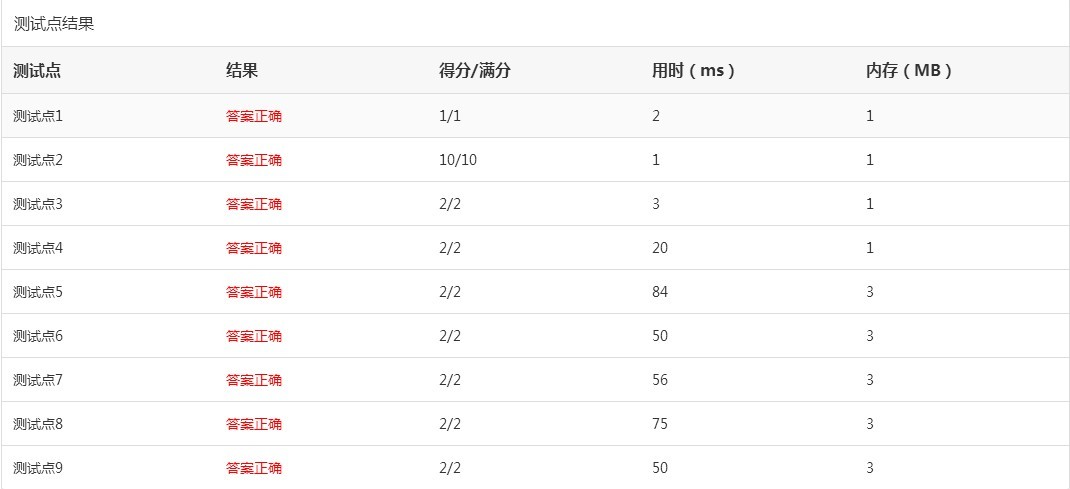 测试点结果
测试点 结果 得分/满分 用时（ms） 内存（MB）
测试点1 答案正确 1/1 2 1
测试点2 答案正确 10/10 1 1
测试点3 答案正确 2/2 3 1
测试点4 答案正确 2/2 20 1
测试点5 答案正确 2/2 84 3
测试点6 答案正确 2/2 50 3
测试点7 答案正确 2/2 56 3
测试点8 答案正确 2/2 75 3
测试点9 答案正确 2/2 50 3